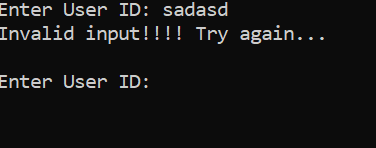 Enter User ID: sadasd
Invalid input!!!! Try again...
Enter User ID: